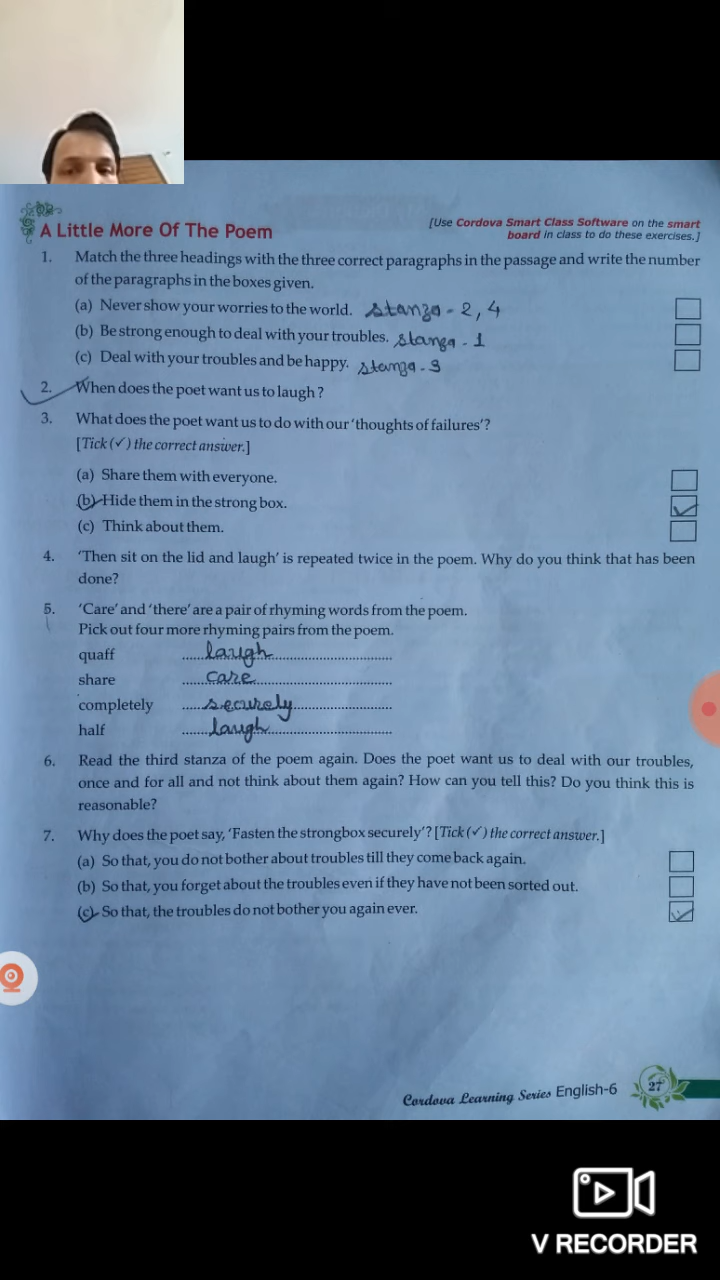 A Little More Of The Poem
[Use Cordova Smart Class Software on the smart
board in class to do these exercises.]
1. Match the three headings with the three correct paragraphs in the passage and write the number
of the paragraphs in the boxes given.
(a) Never show your worries to the world. stanza - 2, 4
(b) Be strong enough to deal with your troubles. stanza - 1
(c) Deal with your troubles and be happy. stanza - 3
2. When does the poet want us to laugh ?
3. What does the poet want us to do with our 'thoughts of failures'?
[Tick (✓) the correct answer.]
(a) Share them with everyone.
(b) Hide them in the strong box.
(c) Think about them.
4. 'Then sit on the lid and laugh' is repeated twice in the poem. Why do you think that has been
done?
5. 'Care' and 'there' are a pair of rhyming words from the poem.
Pick out four more rhyming pairs from the poem.
quaff laugh
share care
completely securely
half laugh
6. Read the third stanza of the poem again. Does the poet want us to deal with our troubles,
once and for all and not think about them again? How can you tell this? Do you think this is
reasonable?
7. Why does the poet say, 'Fasten the strongbox securely'? [Tick (✓) the correct answer.]
(a) So that, you do not bother about troubles till they come back again.
(b) So that, you forget about the troubles even if they have not been sorted out.
(c) So that, the troubles do not bother you again ever.
Cordova Learning Series English-6 27
V RECORDER